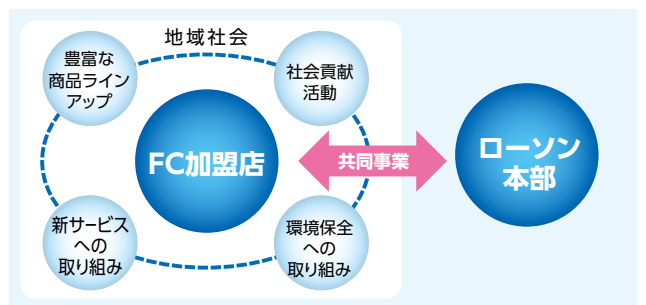 地域社会
豊富な
商品ライン
アップ
社会貢献
活動
FC加盟店
共同事業
ローソン
本部
新サービス
への
取り組み
環境保全
への
取り組み